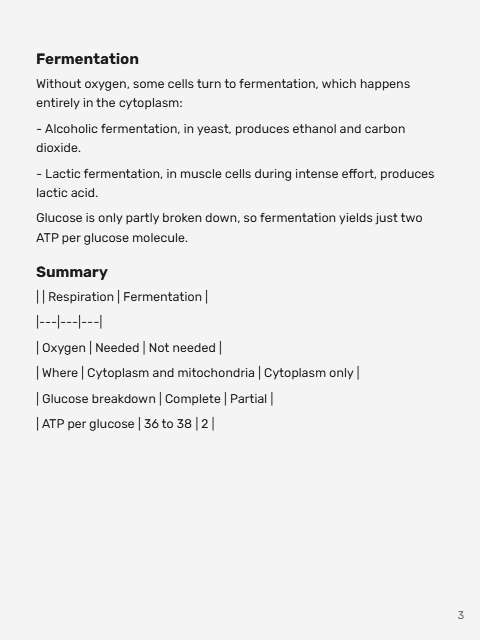 Fermentation
Without oxygen, some cells turn to fermentation, which happens
entirely in the cytoplasm:
- Alcoholic fermentation, in yeast, produces ethanol and carbon
dioxide.
- Lactic fermentation, in muscle cells during intense effort, produces
lactic acid.
Glucose is only partly broken down, so fermentation yields just two
ATP per glucose molecule.
Summary
| | Respiration | Fermentation |
|---|---|---|
| Oxygen | Needed | Not needed |
| Where | Cytoplasm and mitochondria | Cytoplasm only |
| Glucose breakdown | Complete | Partial |
| ATP per glucose | 36 to 38 | 2 |
3